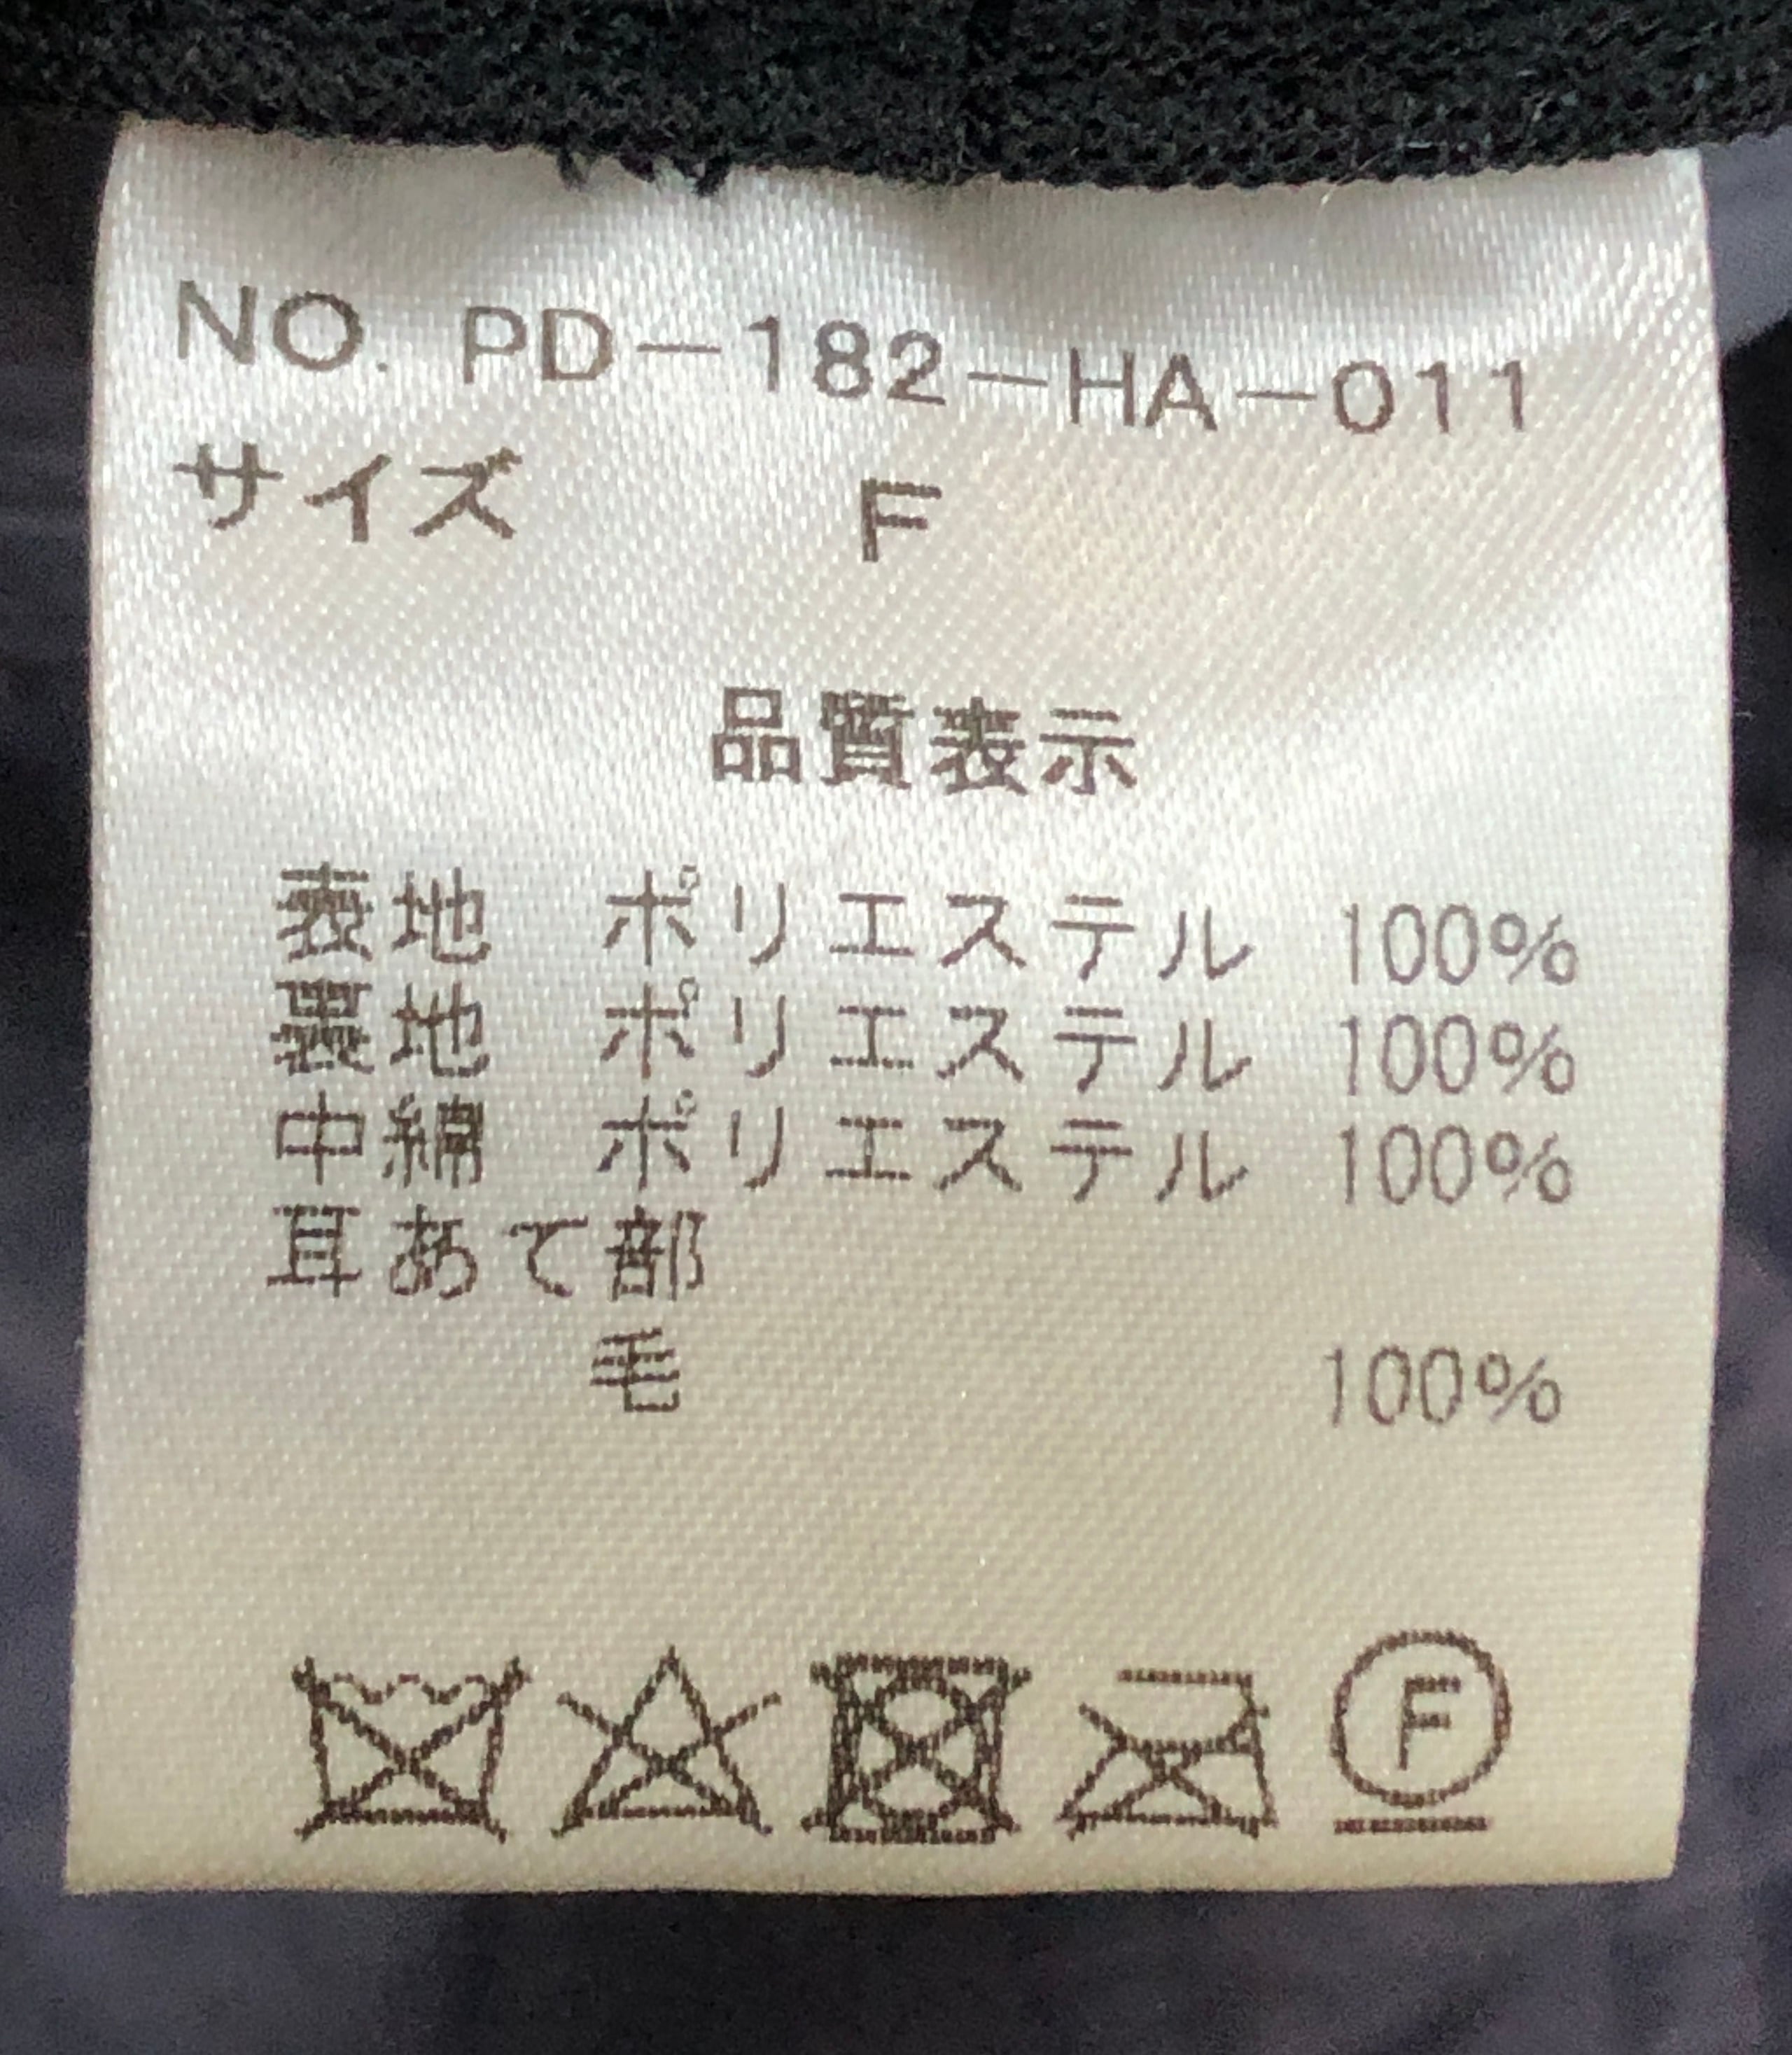 NO. PD-182-HA-011
サイズ F
品質表示
表地 ポリエステル 100%
裏地 ポリエステル 100%
中綿 ポリエステル 100%
耳あて部
毛 100%
F